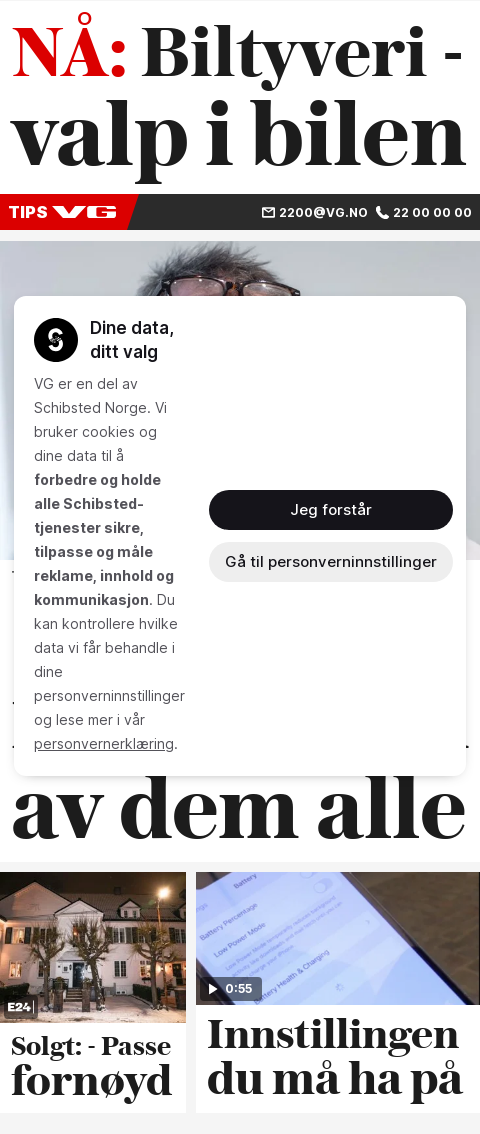 NÅ: Biltyveri -
valp i bilen
TIPS VG
2200@VG.NO 22 00 00 00
Dine data,
ditt valg
VG er en del av
Schibsted Norge. Vi
bruker cookies og
dine data til å
forbedre og holde
alle Schibsted-
tjenester sikre,
tilpasse og måle
reklame, innhold og
kommunikasjon. Du
kan kontrollere hvilke
data vi får behandle i
dine
personverninnstillinger
og lese mer i vår
personvernerklæring.
Jeg forstår
Gå til personverninnstillinger
av dem alle
E24
Solgt: - Passe
fornøyd
Battery
Battery Percentage
Low Power Mode
Battery Health & Charging
0:55
Innstillingen
du må ha på